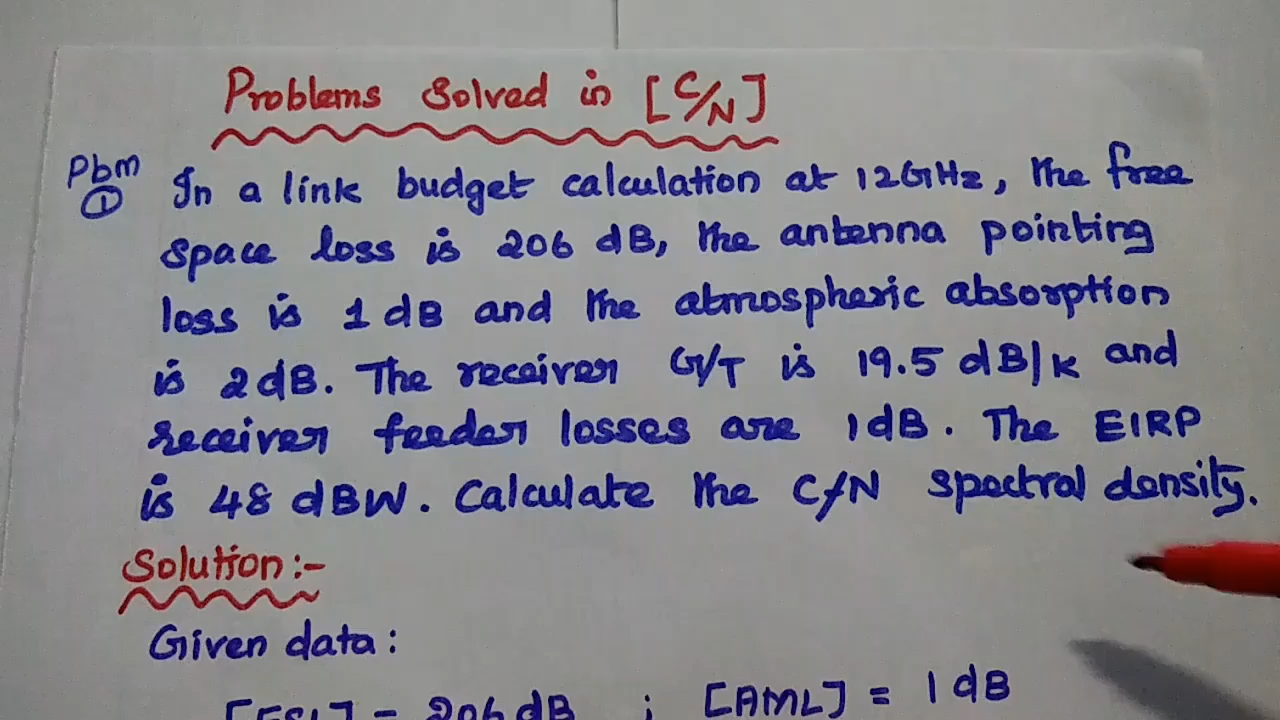 Problems Solved in [C/N]
Pbm ① In a link budget calculation at 12GHz, the free
space loss is 206 dB, the antenna pointing
loss is 1 dB and the atmospheric absorption
is 2dB. The receiver G/T is 19.5 dB/K and
receiver feeder losses are 1dB. The EIRP
is 48 dBW. Calculate the C/N spectral density.
Solution:-
Given data:
[FSL] = 206 dB ; [AML] = 1 dB